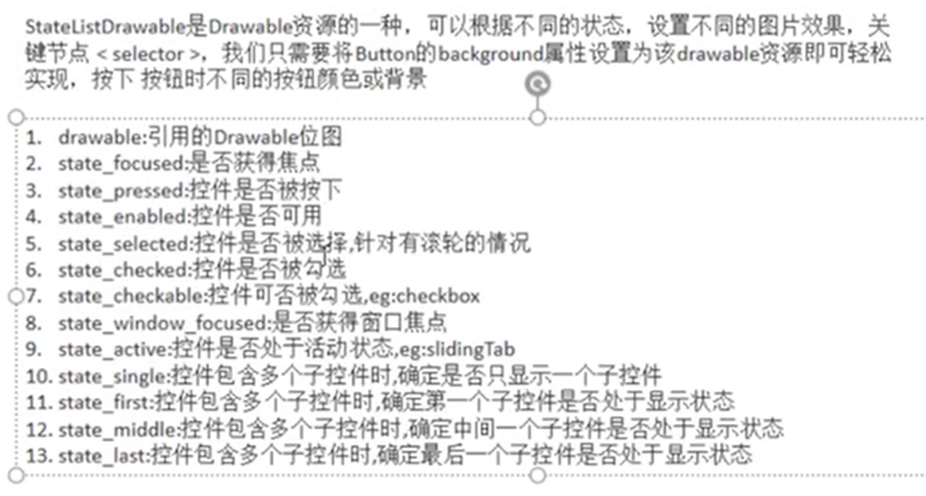 StateListDrawable是Drawable资源的一种，可以根据不同的状态，设置不同的图片效果，关
键节点 < selector >，我们只需要将Button的background属性设置为该drawable资源即可轻松
实现，按下 按钮时不同的按钮颜色或背景
1. drawable:引用的Drawable位图
2. state_focused:是否获得焦点
3. state_pressed:控件是否被按下
4. state_enabled:控件是否可用
5. state_selected:控件是否被选择,针对有滚轮的情况
6. state_checked:控件是否被勾选
7. state_checkable:控件可否被勾选,eg:checkbox
8. state_window_focused:是否获得窗口焦点
9. state_active:控件是否处于活动状态,eg:slidingTab
10. state_single:控件包含多个子控件时,确定是否只显示一个子控件
11. state_first:控件包含多个子控件时,确定第一个子控件是否处于显示状态
12. state_middle:控件包含多个子控件时,确定中间一个子控件是否处于显示状态
13. state_last:控件包含多个子控件时,确定最后一个子控件是否处于显示状态